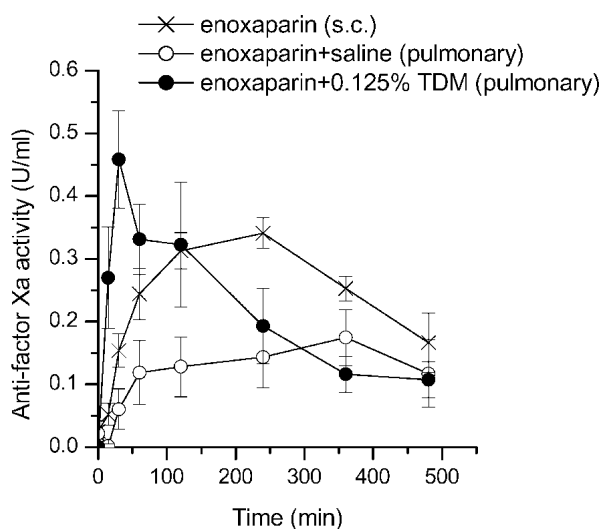 enoxaparin (s.c.)
enoxaparin+saline (pulmonary)
enoxaparin+0.125% TDM (pulmonary)
0.6
0.5
0.4
0.3
0.2
0.1
0.0
Anti-factor Xa activity (U/ml)
0 100 200 300 400 500
Time (min)